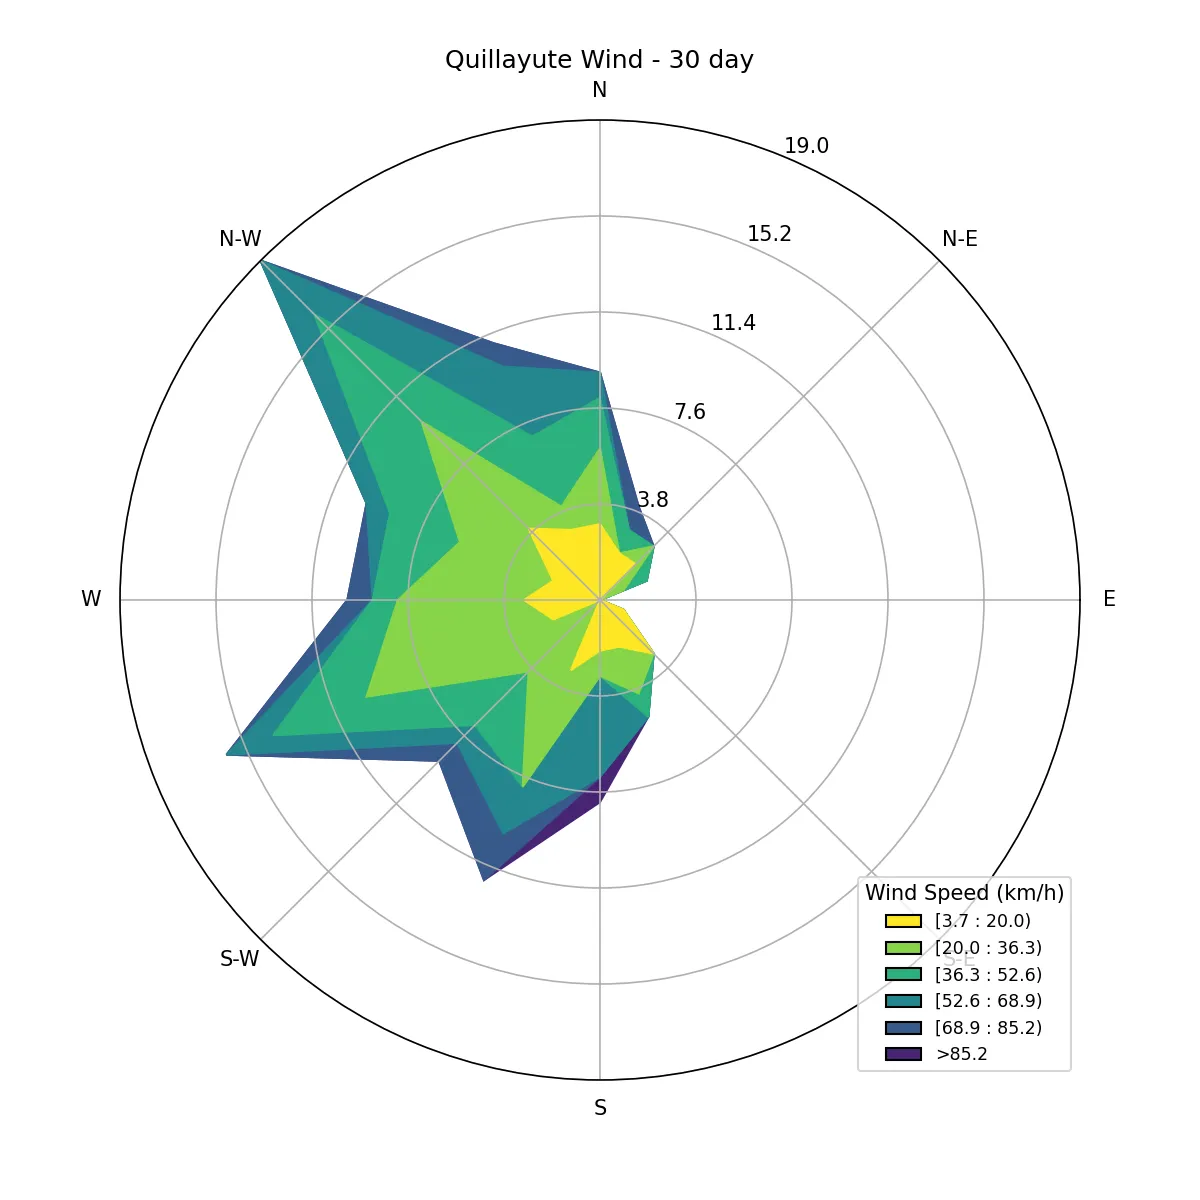 Quillayute Wind - 30 day
N
19.0
15.2
N-W
N-E
11.4
7.6
3.8
W
E
S-W
S-E
Wind Speed (km/h)
[3.7 : 20.0)
[20.0 : 36.3)
[36.3 : 52.6)
[52.6 : 68.9)
[68.9 : 85.2)
>85.2
S